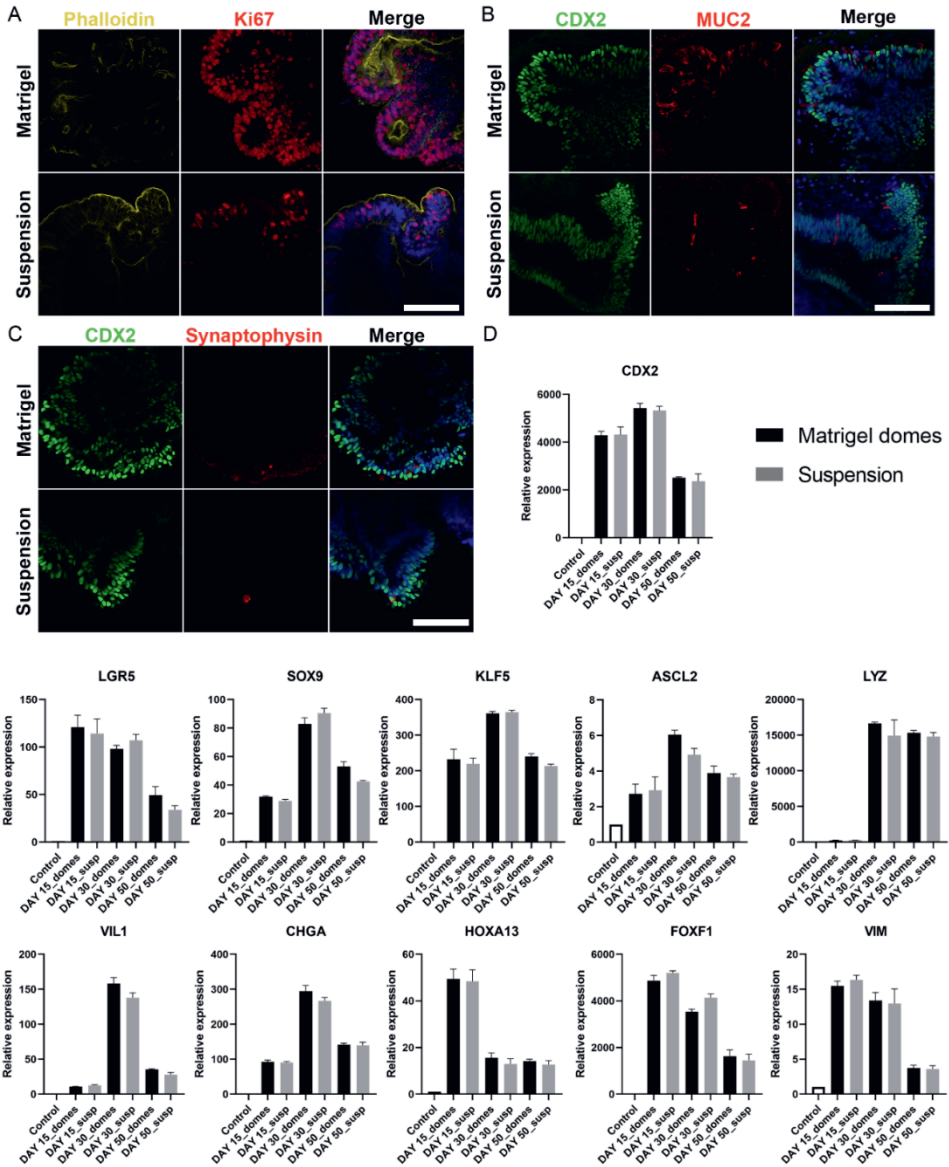 A
Phalloidin
Ki67
Merge
Matrigel
Suspension
B
CDX2
MUC2
Merge
Matrigel
Suspension
C
CDX2
Synaptophysin
Merge
Matrigel
Suspension
D
CDX2
Relative expression
6000
4000
2000
0
Control
DAY 15_domes
DAY 15_susp
DAY 30_domes
DAY 30_susp
DAY 50_domes
DAY 50_susp
Matrigel domes
Suspension
LGR5
Relative expression
150
100
50
0
Control
DAY 15_domes
DAY 15_susp
DAY 30_domes
DAY 30_susp
DAY 50_domes
DAY 50_susp
SOX9
Relative expression
100
80
60
40
20
0
Control
DAY 15_domes
DAY 15_susp
DAY 30_domes
DAY 30_susp
DAY 50_domes
DAY 50_susp
KLF5
Relative expression
400
300
200
100
0
Control
DAY 15_domes
DAY 15_susp
DAY 30_domes
DAY 30_susp
DAY 50_domes
DAY 50_susp
ASCL2
Relative expression
8
6
4
2
0
Control
DAY 15_domes
DAY 15_susp
DAY 30_domes
DAY 30_susp
DAY 50_domes
DAY 50_susp
LYZ
Relative expression
20000
15000
10000
5000
0
Control
DAY 15_domes
DAY 15_susp
DAY 30_domes
DAY 30_susp
DAY 50_domes
DAY 50_susp
VIL1
Relative expression
200
150
100
50
0
Control
DAY 15_domes
DAY 15_susp
DAY 30_domes
DAY 30_susp
DAY 50_domes
DAY 50_susp
CHGA
Relative expression
400
300
200
100
0
Control
DAY 15_domes
DAY 15_susp
DAY 30_domes
DAY 30_susp
DAY 50_domes
DAY 50_susp
HOXA13
Relative expression
60
40
20
0
Control
DAY 15_domes
DAY 15_susp
DAY 30_domes
DAY 30_susp
DAY 50_domes
DAY 50_susp
FOXF1
Relative expression
6000
4000
2000
0
Control
DAY 15_domes
DAY 15_susp
DAY 30_domes
DAY 30_susp
DAY 50_domes
DAY 50_susp
VIM
Relative expression
20
15
10
5
0
Control
DAY 15_domes
DAY 15_susp
DAY 30_domes
DAY 30_susp
DAY 50_domes
DAY 50_susp